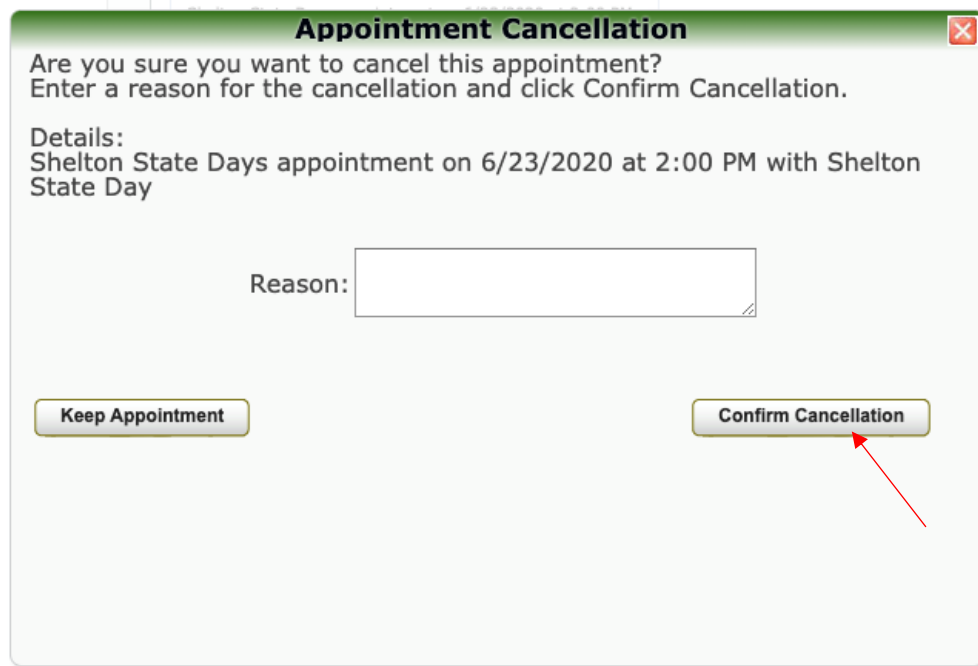 Appointment Cancellation
Are you sure you want to cancel this appointment?
Enter a reason for the cancellation and click Confirm Cancellation.
Details:
Shelton State Days appointment on 6/23/2020 at 2:00 PM with Shelton
State Day
Reason:
Keep Appointment
Confirm Cancellation